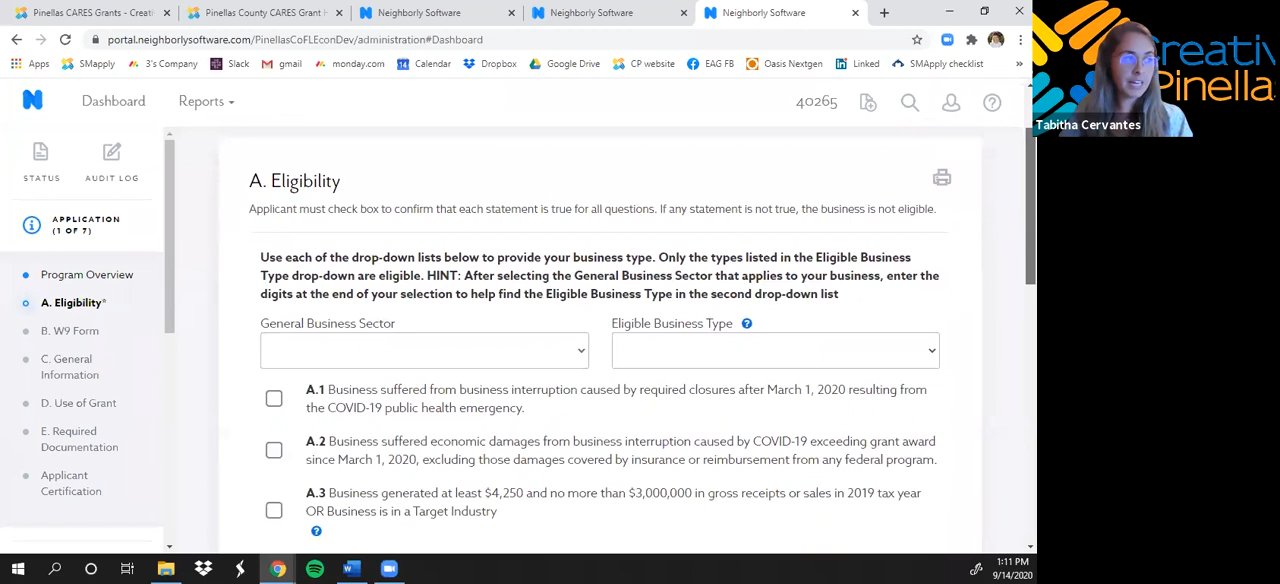 Pinellas CARES Grants - Creati
Pinellas County CARES Grant H
Neighborly Software
Neighborly Software
Neighborly Software
portal.neighborlysoftware.com/PinellasCoFLEconDev/administration#Dashboard
Apps
SMapply
3's Company
Slack
gmail
monday.com
Calendar
Dropbox
Google Drive
CP website
EAG FB
Oasis Nextgen
Linked
SMApply checklist
»
Dashboard
Reports
40265
STATUS
AUDIT LOG
APPLICATION
(1 OF 7)
Program Overview
A. Eligibility*
B. W9 Form
C. General
Information
D. Use of Grant
E. Required
Documentation
Applicant
Certification
A. Eligibility
Applicant must check box to confirm that each statement is true for all questions. If any statement is not true, the business is not eligible.
Use each of the drop-down lists below to provide your business type. Only the types listed in the Eligible Business
Type drop-down are eligible. HINT: After selecting the General Business Sector that applies to your business, enter the
digits at the end of your selection to help find the Eligible Business Type in the second drop-down list
General Business Sector
Eligible Business Type
A.1 Business suffered from business interruption caused by required closures after March 1, 2020 resulting from
the COVID-19 public health emergency.
A.2 Business suffered economic damages from business interruption caused by COVID-19 exceeding grant award
since March 1, 2020, excluding those damages covered by insurance or reimbursement from any federal program.
A.3 Business generated at least $4,250 and no more than $3,000,000 in gross receipts or sales in 2019 tax year
OR Business is in a Target Industry
1:11 PM
9/14/2020
Creativ
Pinella
Tabitha Cervantes